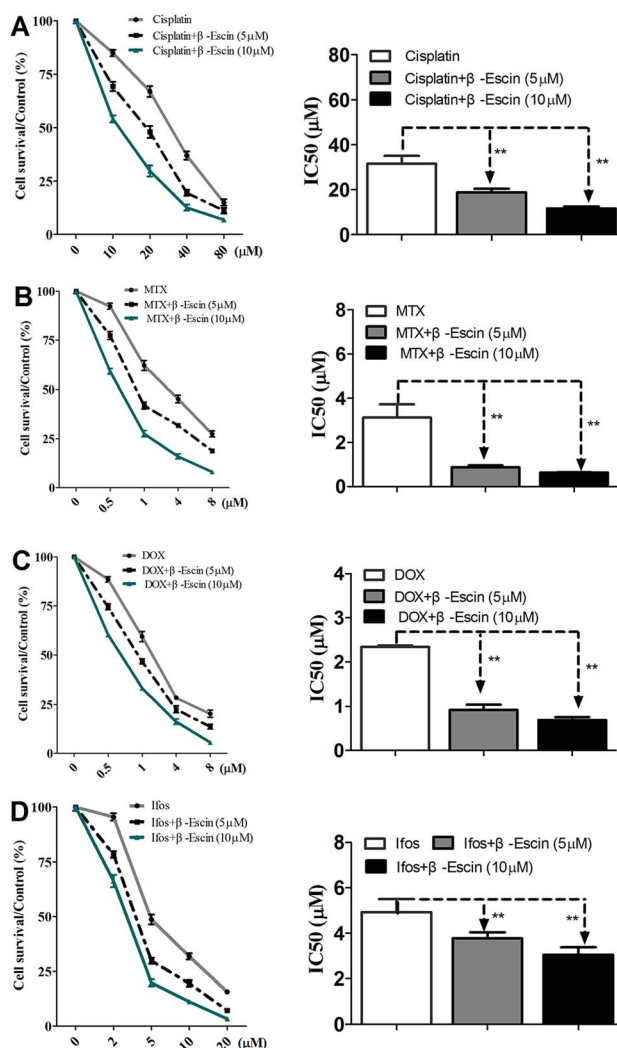 A
Cell survival/Control (%)
100
75
50
25
0
Cisplatin
Cisplatin+β -Escin (5μM)
Cisplatin+β -Escin (10μM)
0 10 20 40 80 (μM)
IC50 (μM)
80
60
40
20
0
Cisplatin
Cisplatin+β -Escin (5μM)
Cisplatin+β -Escin (10μM)
**
**
B
Cell survival/Control (%)
100
75
50
25
0
MTX
MTX+β -Escin (5μM)
MTX+β -Escin (10μM)
0 0.5 1 4 8 (μM)
IC50 (μM)
8
6
4
2
0
MTX
MTX+β -Escin (5μM)
MTX+β -Escin (10μM)
**
**
C
Cell survival/Control (%)
100
75
50
25
0
DOX
DOX+β -Escin (5μM)
DOX+β -Escin (10μM)
0 0.5 1 4 8 (μM)
IC50 (μM)
4
3
2
1
0
DOX
DOX+β -Escin (5μM)
DOX+β -Escin (10μM)
**
**
D
Cell survival/Control (%)
100
75
50
25
0
Ifos
Ifos+β -Escin (5μM)
Ifos+β -Escin (10μM)
0 2 5 10 20 (μM)
IC50 (μM)
8
6
4
2
0
Ifos Ifos+β -Escin (5μM)
Ifos+β -Escin (10μM)
**
**